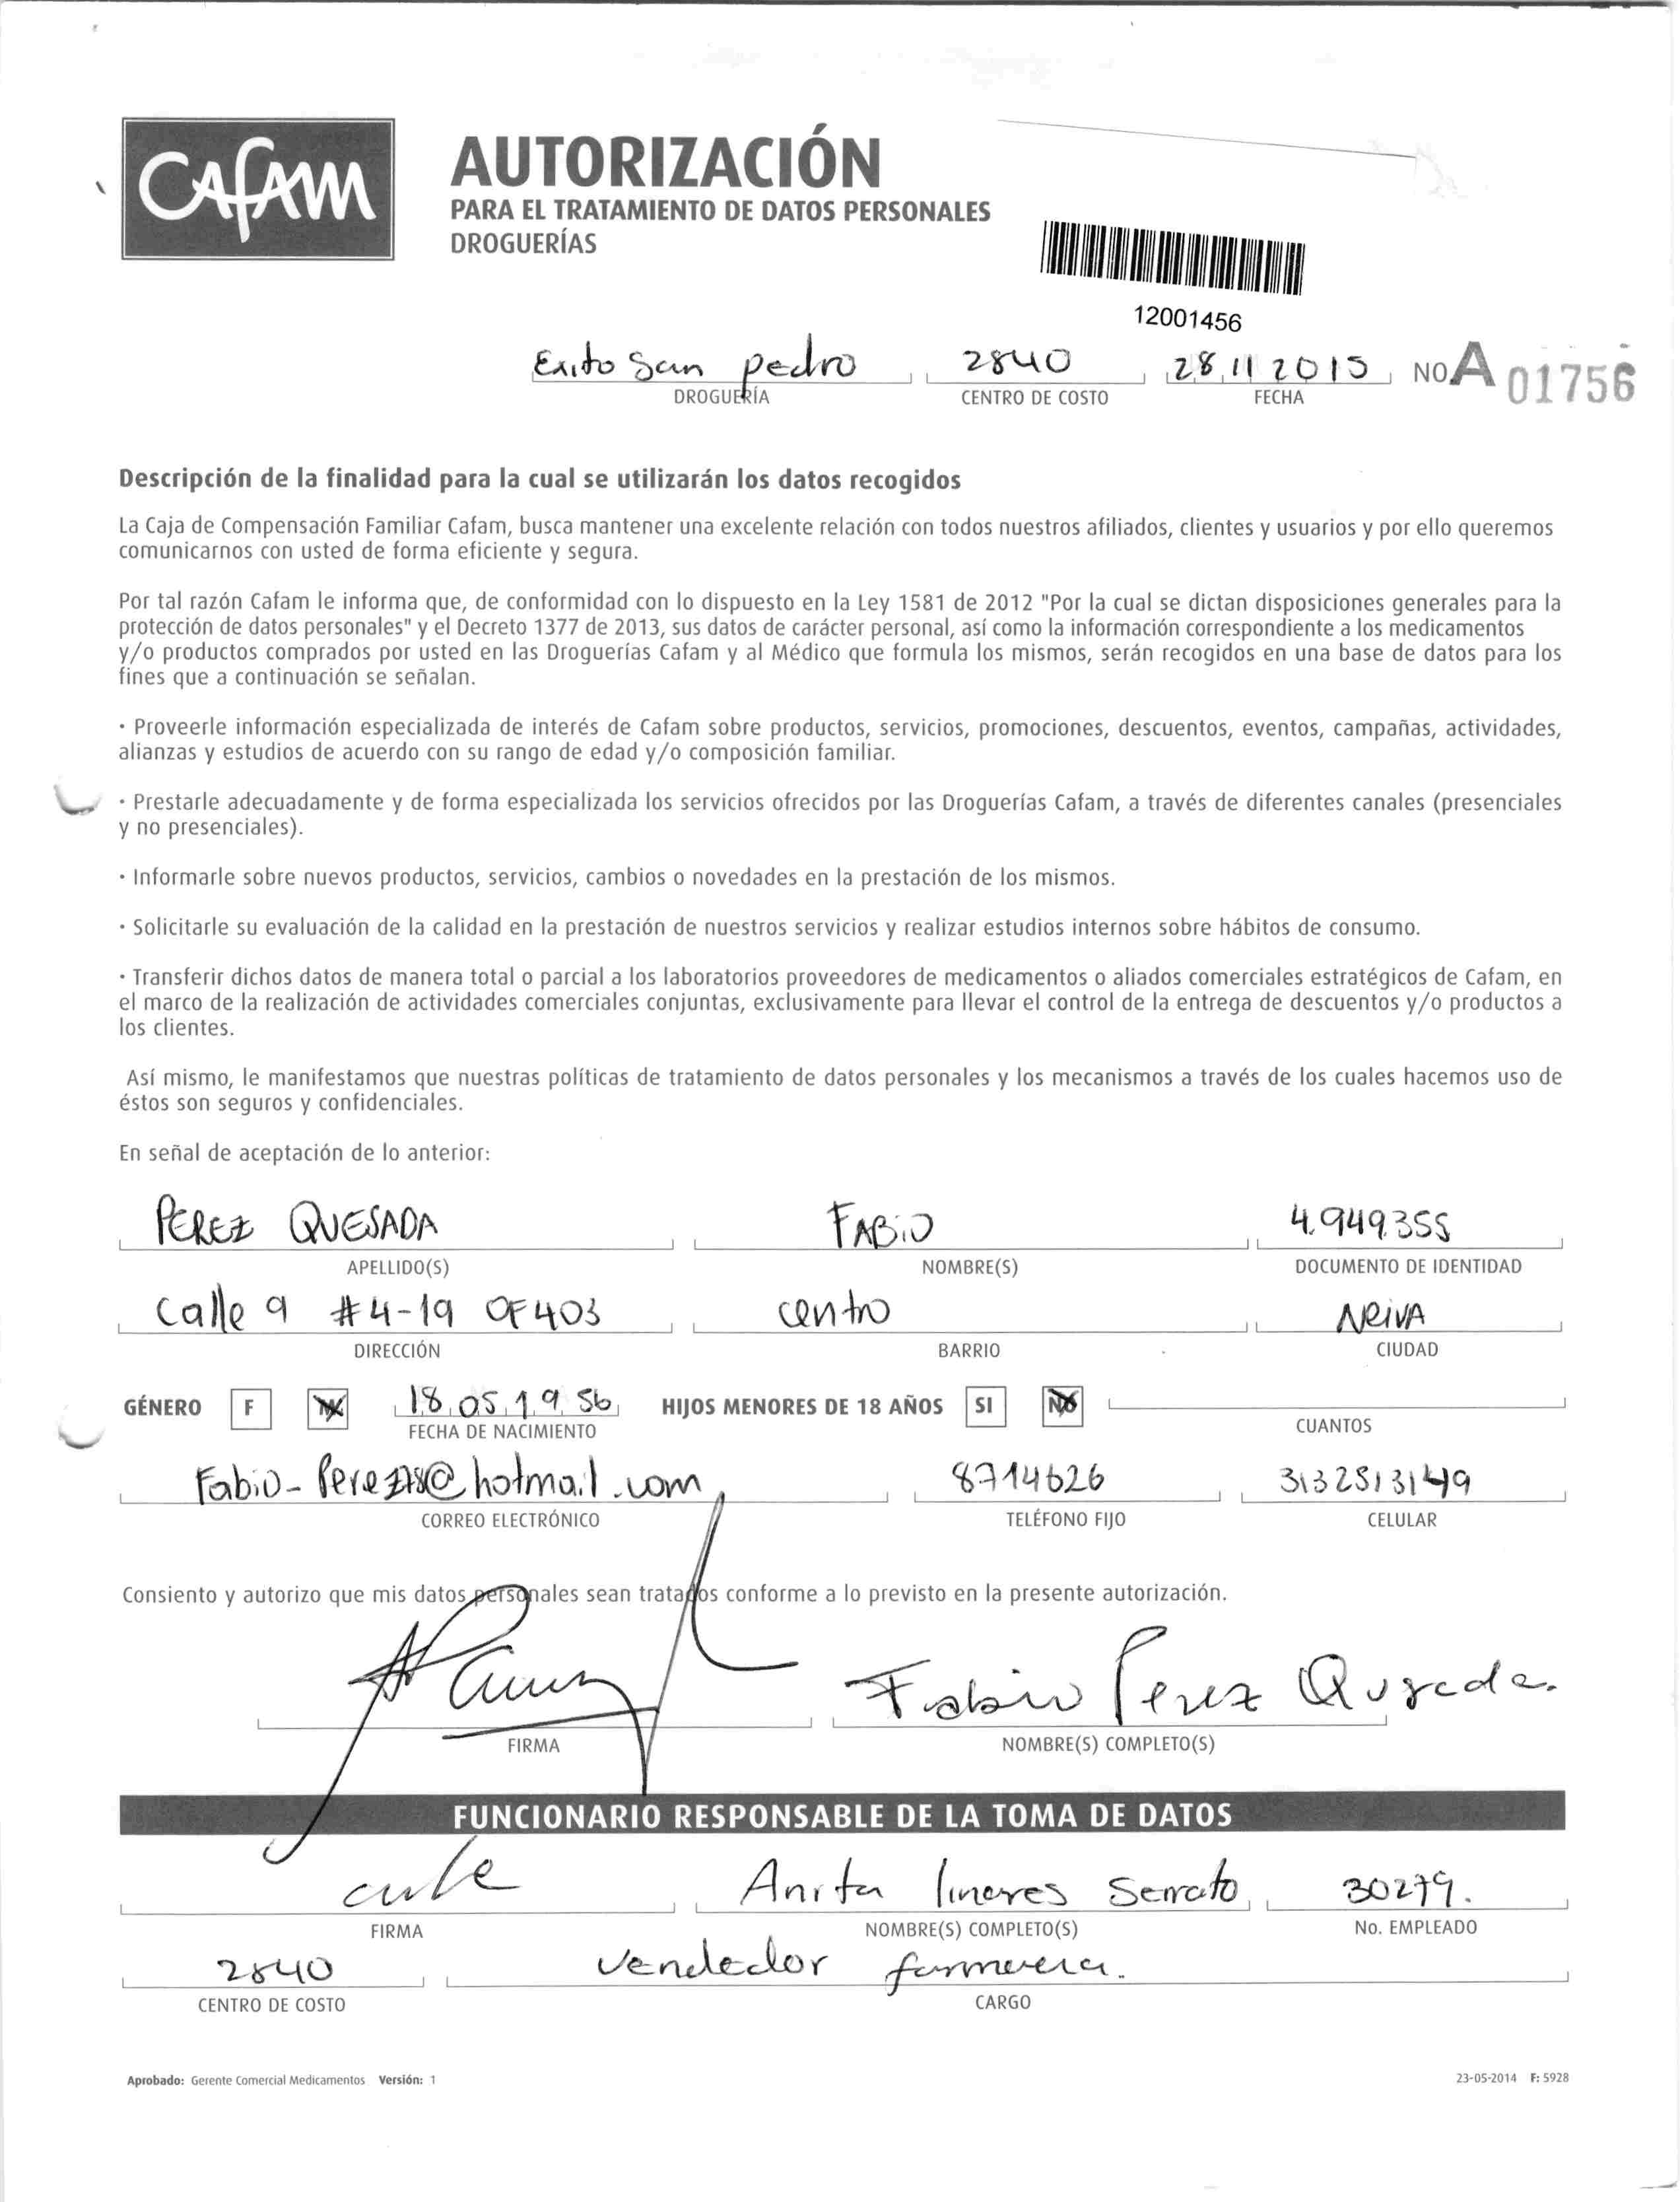 CAFAM
AUTORIZACIÓN
PARA EL TRATAMIENTO DE DATOS PERSONALES
DROGUERÍAS
12001456
Exito San pedro 2840 28 11 2015 NO A 01756
DROGUERÍA CENTRO DE COSTO FECHA
Descripción de la finalidad para la cual se utilizarán los datos recogidos
La Caja de Compensación Familiar Cafam, busca mantener una excelente relación con todos nuestros afiliados, clientes y usuarios y por ello queremos
comunicarnos con usted de forma eficiente y segura.
Por tal razón Cafam le informa que, de conformidad con lo dispuesto en la Ley 1581 de 2012 "Por la cual se dictan disposiciones generales para la
protección de datos personales" y el Decreto 1377 de 2013, sus datos de carácter personal, así como la información correspondiente a los medicamentos
y/o productos comprados por usted en las Droguerías Cafam y al Médico que formula los mismos, serán recogidos en una base de datos para los
fines que a continuación se señalan.
· Proveerle información especializada de interés de Cafam sobre productos, servicios, promociones, descuentos, eventos, campañas, actividades,
alianzas y estudios de acuerdo con su rango de edad y/o composición familiar.
· Prestarle adecuadamente y de forma especializada los servicios ofrecidos por las Droguerías Cafam, a través de diferentes canales (presenciales
y no presenciales).
· Informarle sobre nuevos productos, servicios, cambios o novedades en la prestación de los mismos.
· Solicitarle su evaluación de la calidad en la prestación de nuestros servicios y realizar estudios internos sobre hábitos de consumo.
· Transferir dichos datos de manera total o parcial a los laboratorios proveedores de medicamentos o aliados comerciales estratégicos de Cafam, en
el marco de la realización de actividades comerciales conjuntas, exclusivamente para llevar el control de la entrega de descuentos y/o productos a
los clientes.
Así mismo, le manifestamos que nuestras políticas de tratamiento de datos personales y los mecanismos a través de los cuales hacemos uso de
éstos son seguros y confidenciales.
En señal de aceptación de lo anterior:
PEREZ QUESADA FABIO 4.949.355
APELLIDO(S) NOMBRE(S) DOCUMENTO DE IDENTIDAD
Calle 9 #4-19 OF 403 centro NEIVA
DIRECCIÓN BARRIO CIUDAD
GÉNERO F M 18 05 1956 HIJOS MENORES DE 18 AÑOS SI NO
FECHA DE NACIMIENTO CUANTOS
8714626 3132513149
CORREO ELECTRÓNICO TELÉFONO FIJO CELULAR
Consiento y autorizo que mis datos personales sean tratados conforme a lo previsto en la presente autorización.
Fabio Perez Quesada.
FIRMA NOMBRE(S) COMPLETO(S)
FUNCIONARIO RESPONSABLE DE LA TOMA DE DATOS
Anita linares Serrato 30279.
FIRMA NOMBRE(S) COMPLETO(S) No. EMPLEADO
2840 Vendedor farmacia.
CENTRO DE COSTO CARGO
Aprobado: Gerente Comercial Medicamentos Versión: 1 23-05-2014 F: 5928